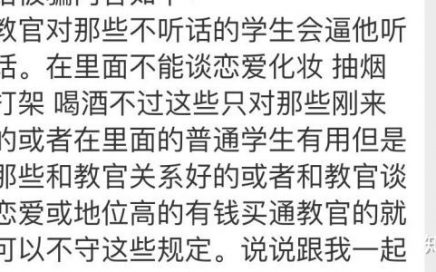 教官对那些不听话的学生会逼他听
话。在里面不能谈恋爱化妆 抽烟
打架 喝酒不过这些只对那些刚来
的或者在里面的普通学生有用但是
那些和教官关系好的或者和教官谈
恋爱或地位高的有钱买通教官的就
可以不守这些规定。说说跟我一起